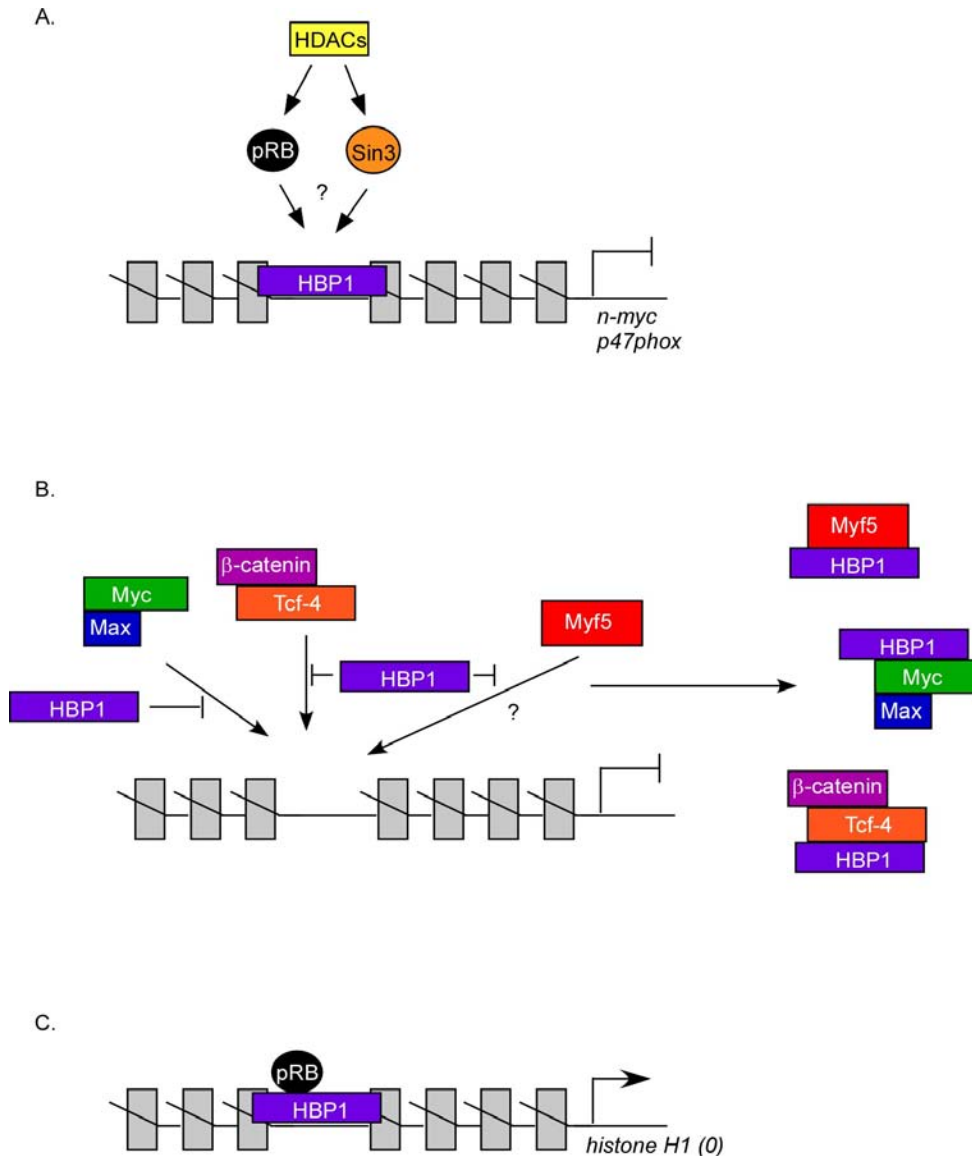 A.
HDACs
pRB
Sin3
?
HBP1
n-myc
p47phox
B.
Myf5
HBP1
β-catenin
Tcf-4
Myc
Max
Myf5
HBP1
HBP1
HBP1
Myc
Max
?
β-catenin
Tcf-4
HBP1
C.
pRB
HBP1
histone H1 (0)